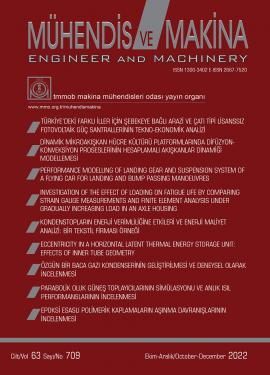 MÜHENDİS VE MAKİNA
ENGINEER AND MACHINERY
ISSN 1300-3402 E-ISSN 2667-7520
tmmob makina mühendisleri odası yayın organı
www.mmo.org.tr/muhendismakina
TÜRKİYE'DEKİ FARKLI İLLER İÇİN ŞEBEKEYE BAĞLI ARAZİ VE ÇATI TİPİ LİSANSSIZ
FOTOVOLTAİK GÜÇ SANTRALLERİNİN TEKNO-EKONOMİK ANALİZİ
DİNAMİK MİKROAKIŞKAN HÜCRE KÜLTÜRÜ PLATFORMLARINDA DİFÜZYON-
KONVEKSİYON PROSESLERİNİN HESAPLAMALI AKIŞKANLAR DİNAMİĞİ
MODELLEMESİ
PERFORMANCE MODELLING OF LANDING GEAR AND SUSPENSION SYSTEM OF
A FLYING CAR FOR LANDING AND BUMP PASSING MANOEUVRES
INVESTIGATION OF THE EFFECT OF LOADING ON FATIGUE LIFE BY COMPARING
STRAIN GAUGE MEASUREMENTS AND FINITE ELEMENT ANALYSIS UNDER
GRADUALLY INCREASING LOAD IN AN AXLE HOUSING
KONDENSTOPLARIN ENERJİ VERİMLİLİĞİNE ETKİLERİ VE ENERJİ MALİYET
ANALİZİ: BİR TEKSTİL FİRMASI ÖRNEĞİ
ECCENTRICITY IN A HORIZONTAL LATENT THERMAL ENERGY STORAGE UNIT:
EFFECTS OF INNER TUBE GEOMETRY
ÖZGÜN BİR BACA GAZI KONDENSERİNİN GELİŞTİRİLMESİ VE DENEYSEL OLARAK
İNCELENMESİ
PARABOLİK OLUK GÜNEŞ TOPLAYICILARININ SİMÜLASYONU VE ANLIK ISIL
PERFORMANSLARININ İNCELENMESİ
EPOKSİ ESASLI POLİMERİK KAPLAMALARIN AŞINMA DAVRANIŞLARININ
İNCELENMESİ
Cilt/Vol 63 Sayı/No 709
Ekim-Aralık/October-December 2022